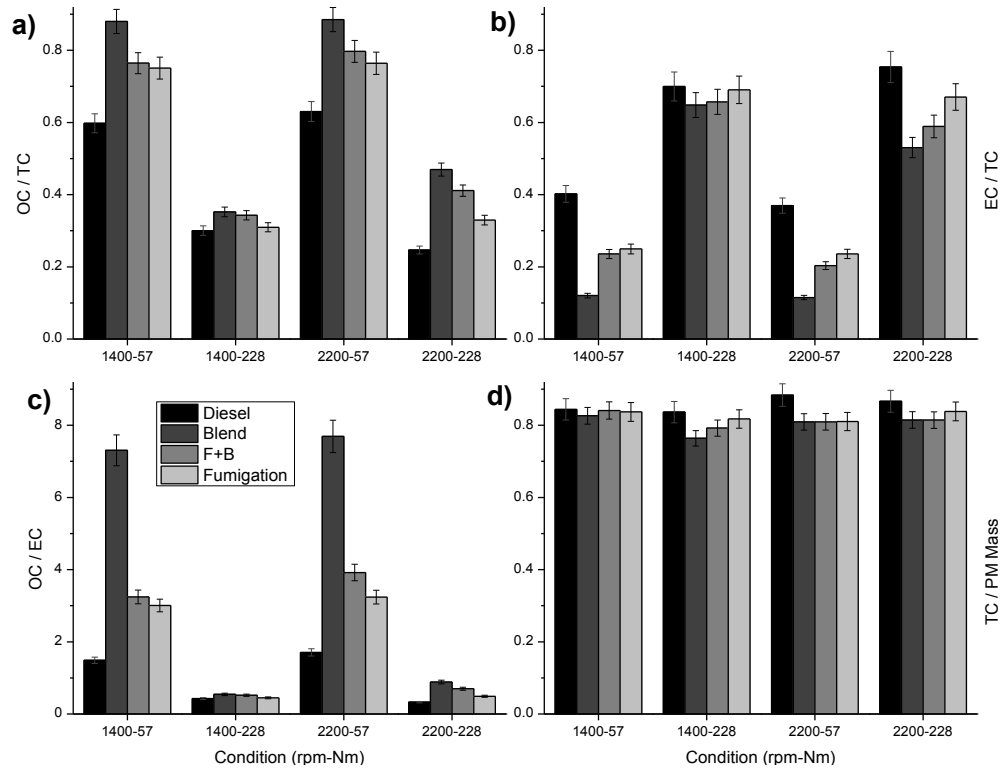 a)
0.8
0.6
0.4
0.2
0.0
OC / TC
1400-57 1400-228 2200-57 2200-228
b)
0.8
0.6
0.4
0.2
0.0
EC / TC
1400-57 1400-228 2200-57 2200-228
c)
8
6
4
2
0
OC / EC
Diesel
Blend
F+B
Fumigation
1400-57 1400-228 2200-57 2200-228
Condition (rpm-Nm)
d)
0.8
0.6
0.4
0.2
0.0
TC / PM Mass
1400-57 1400-228 2200-57 2200-228
Condition (rpm-Nm)